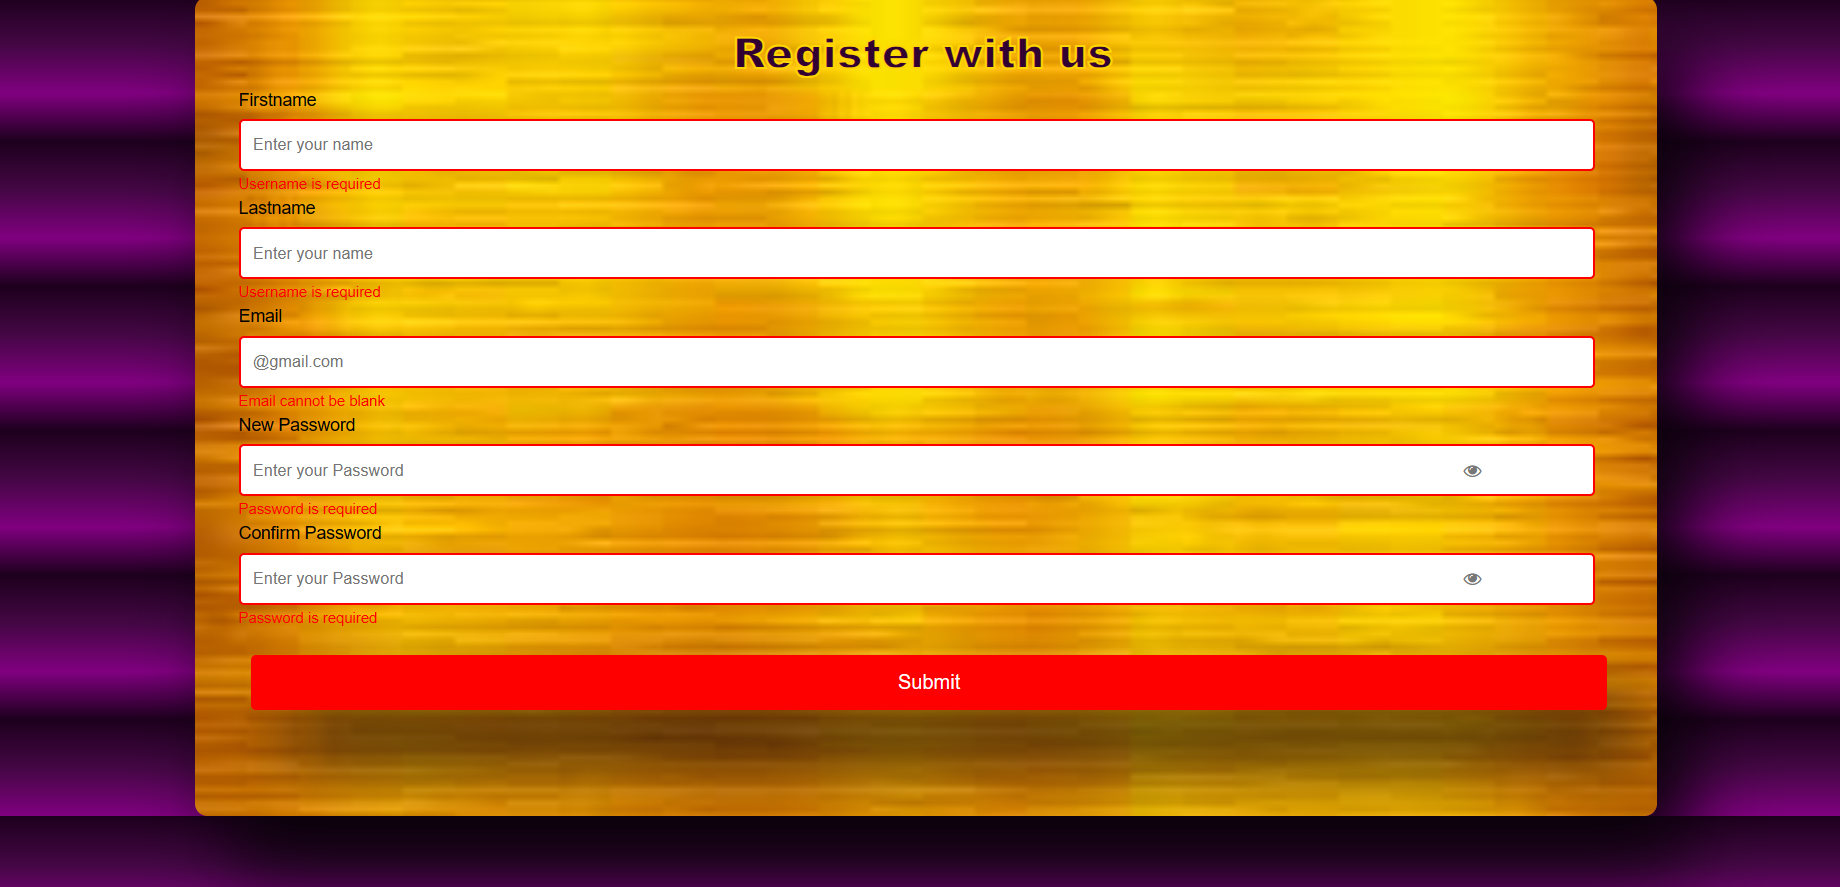 Register with us
Firstname
Enter your name
Username is required
Lastname
Enter your name
Username is required
Email
@gmail.com
Email cannot be blank
New Password
Enter your Password
Password is required
Confirm Password
Enter your Password
Password is required
Submit